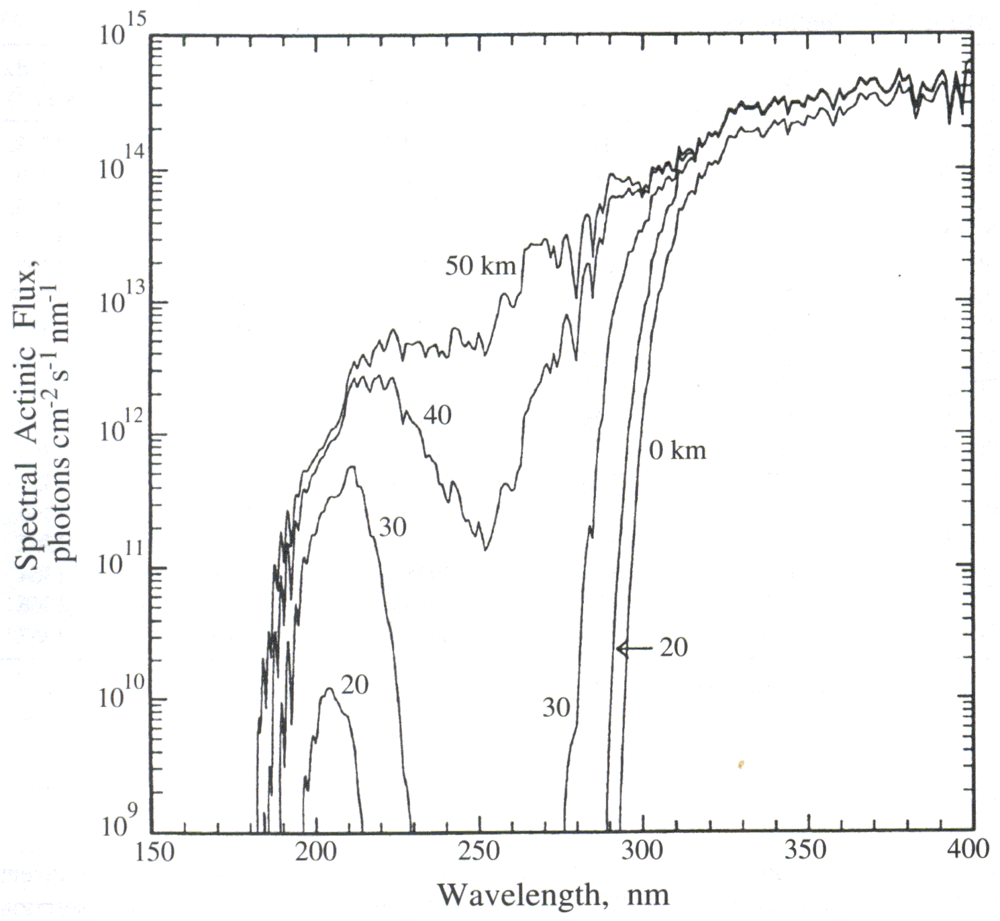 10^15
10^14
10^13
10^12
10^11
10^10
10^9
Spectral Actinic Flux,
photons cm^-2 s^-1 nm^-1
50 km
40
30
20
30
0 km
20
150 200 250 300 350 400
Wavelength, nm